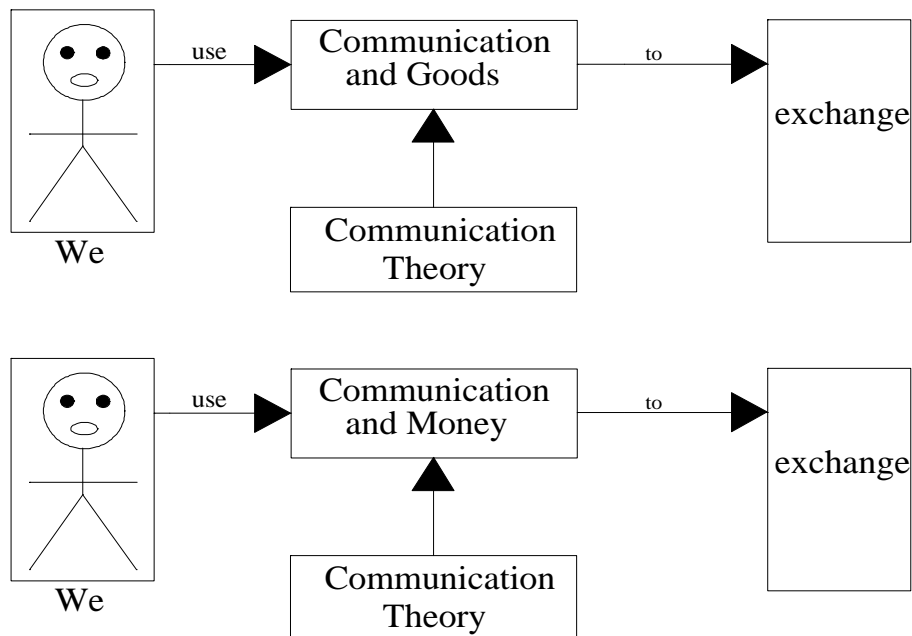 use
Communication
and Goods
to
exchange
We
Communication
Theory
use
Communication
and Money
to
exchange
We
Communication
Theory